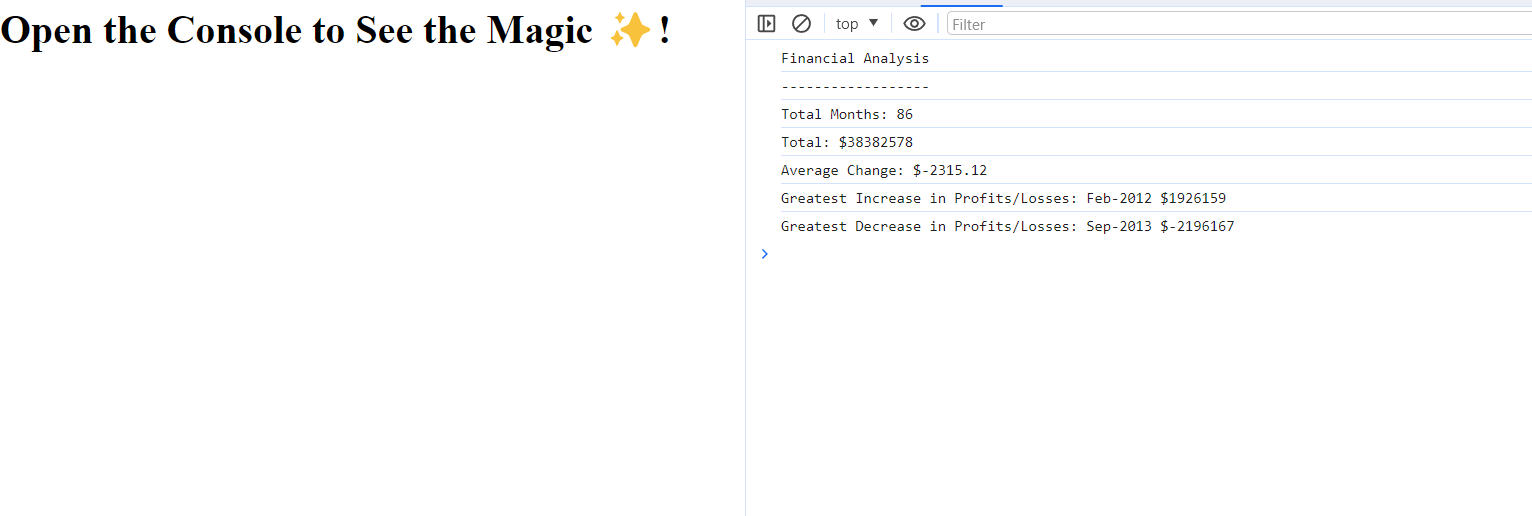 Open the Console to See the Magic ✨!
top ▼
Filter
Financial Analysis
------------------
Total Months: 86
Total: $38382578
Average Change: $-2315.12
Greatest Increase in Profits/Losses: Feb-2012 $1926159
Greatest Decrease in Profits/Losses: Sep-2013 $-2196167
>